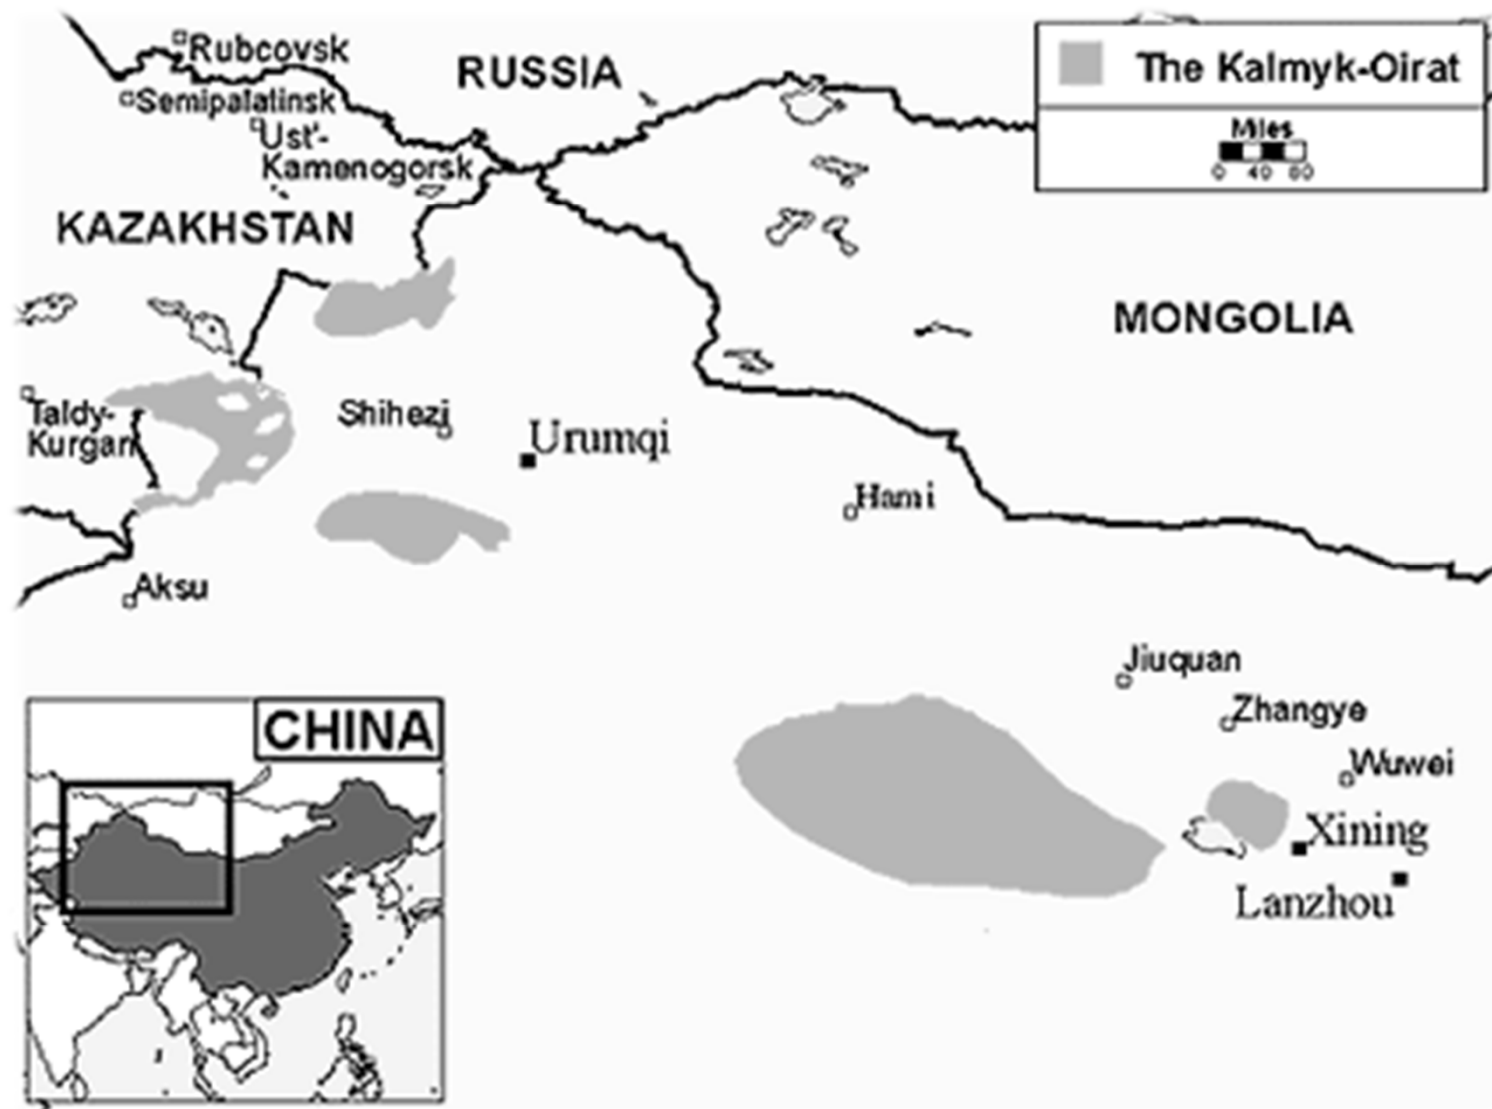 Rubcovsk
RUSSIA
The Kalmyk-Oirat
Semipalatinsk
Miles
Ust'-
Kamenogorsk
0 40 80
KAZAKHSTAN
MONGOLIA
Taldy-
Kurgan
Shihezi
Urumqi
Hami
Aksu
Jiuquan
Zhangye
CHINA
Wuwei
Xining
Lanzhou